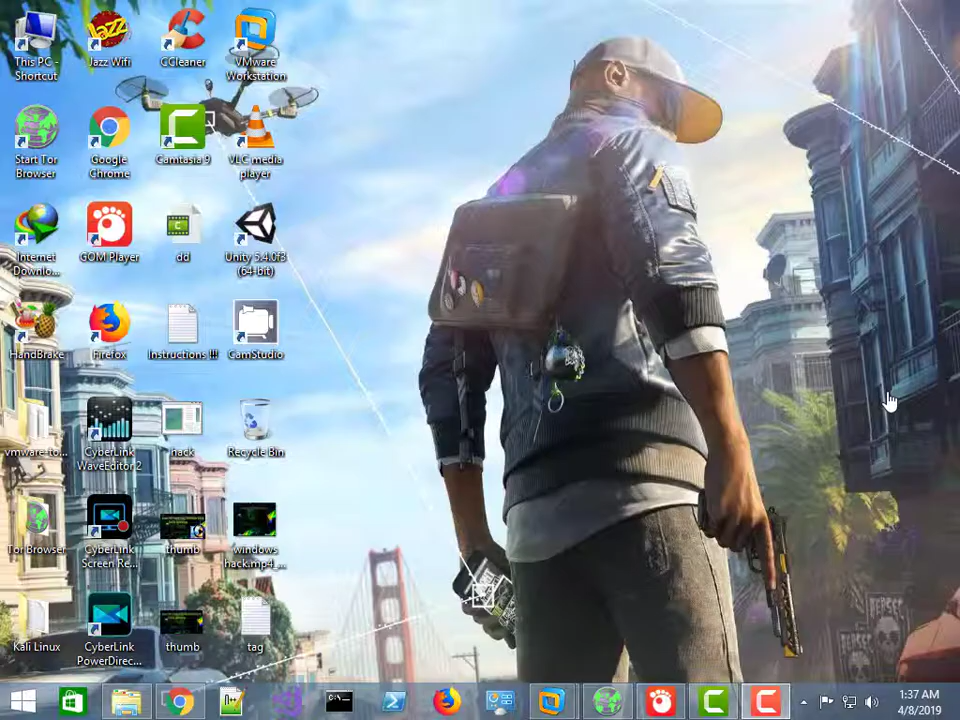 This PC - Shortcut
Jazz Wifi
CCleaner
VMware Workstation
Start Tor Browser
Google Chrome
Camtasia 9
VLC media player
Internet Downlo...
GOM Player
dd
Unity 5.4.0f3 (64-bit)
HandBrake
Firefox
Instructions !!!
CamStudio
vmware-to...
CyberLink WaveEditor 2
hack
Recycle Bin
Tor Browser
CyberLink Screen Re...
thumb
windows hack.mp4_...
Kali Linux
CyberLink PowerDirec...
thumb
tag
1:37 AM
4/8/2019